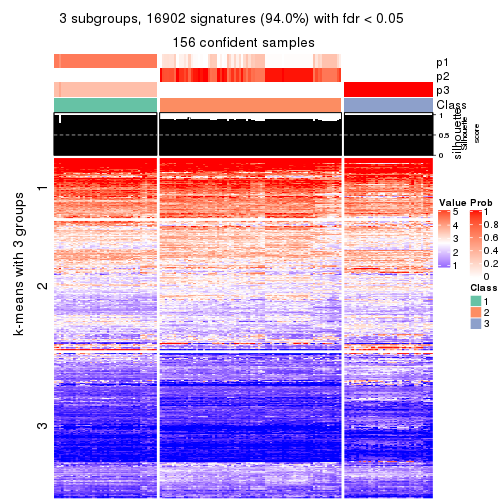 3 subgroups, 16902 signatures (94.0%) with fdr < 0.05
156 confident samples
p1
p2
p3
Class
1
0.5
0
silhouette
Silhouette
score
k-means with 3 groups
1
2
3
Value
5
4
3
2
1
Prob
1
0.8
0.6
0.4
0.2
0
Class
1
2
3